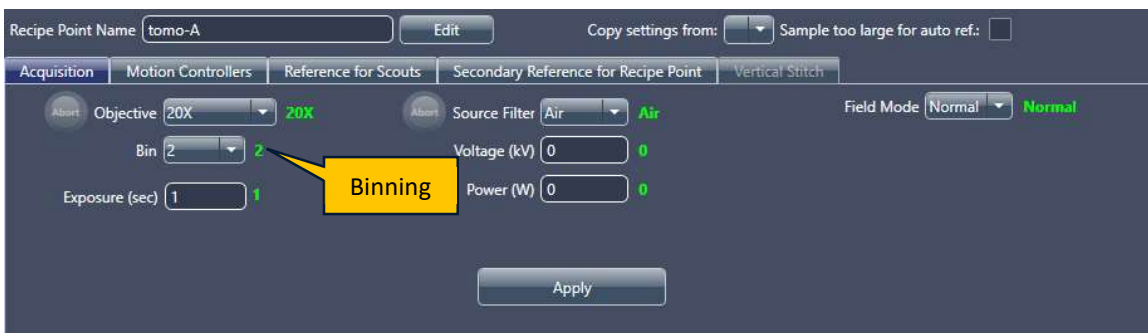 Recipe Point Name tomo-A Edit Copy settings from: Sample too large for auto ref.:
Acquisition Motion Controllers Reference for Scouts Secondary Reference for Recipe Point Vertical Stitch
Abort Objective 20X 20X Abort Source Filter Air Air Field Mode Normal Normal
Bin 2 2 Voltage (kV) 0 0
Binning
Exposure (sec) 1 1 Power (W) 0 0
Apply